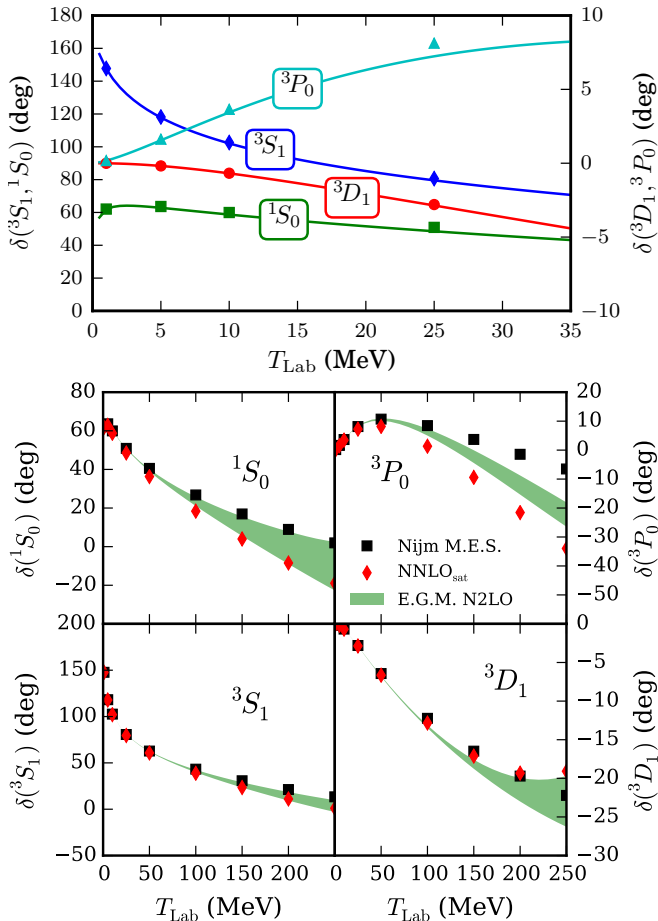 180
160
140
120
100
80
60
40
20
0
δ(³S₁,¹S₀) (deg)
10
5
0
−5
−10
δ(³D₁,³P₀) (deg)
³P₀
³S₁
³D₁
¹S₀
0 5 10 15 20 25 30 35
T_Lab (MeV)
80
60
40
20
0
−20
δ(¹S₀) (deg)
¹S₀
20
10
0
−10
−20
−30
−40
−50
δ(³P₀) (deg)
³P₀
Nijm M.E.S.
NNLO_sat
E.G.M. N2LO
200
150
100
50
0
−50
δ(³S₁) (deg)
³S₁
0
−5
−10
−15
−20
−25
−30
δ(³D₁) (deg)
³D₁
0 50 100 150 200
0 50 100 150 200 250
T_Lab (MeV)
T_Lab (MeV)